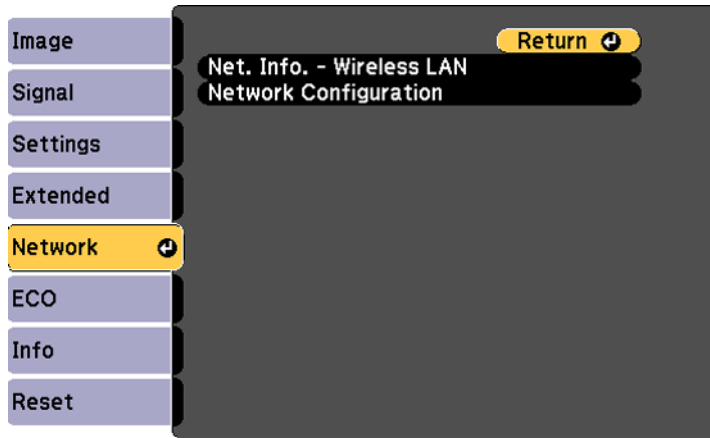 Image
Signal
Settings
Extended
Network
ECO
Info
Reset
Return
Net. Info. - Wireless LAN
Network Configuration